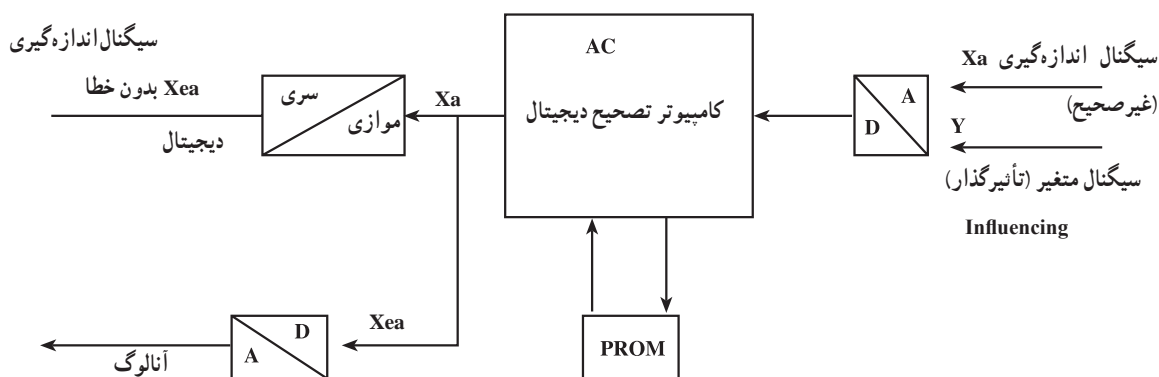 سیگنال اندازه‌گیری
Xea بدون خطا
دیجیتال
سری
موازی
Xa
AC
کامپیوتر تصحیح دیجیتال
A
D
سیگنال اندازه‌گیری Xa
(غیرصحیح)
Y
سیگنال متغیر (تأثیرگذار)
Influencing
آنالوگ
D
A
Xea
PROM